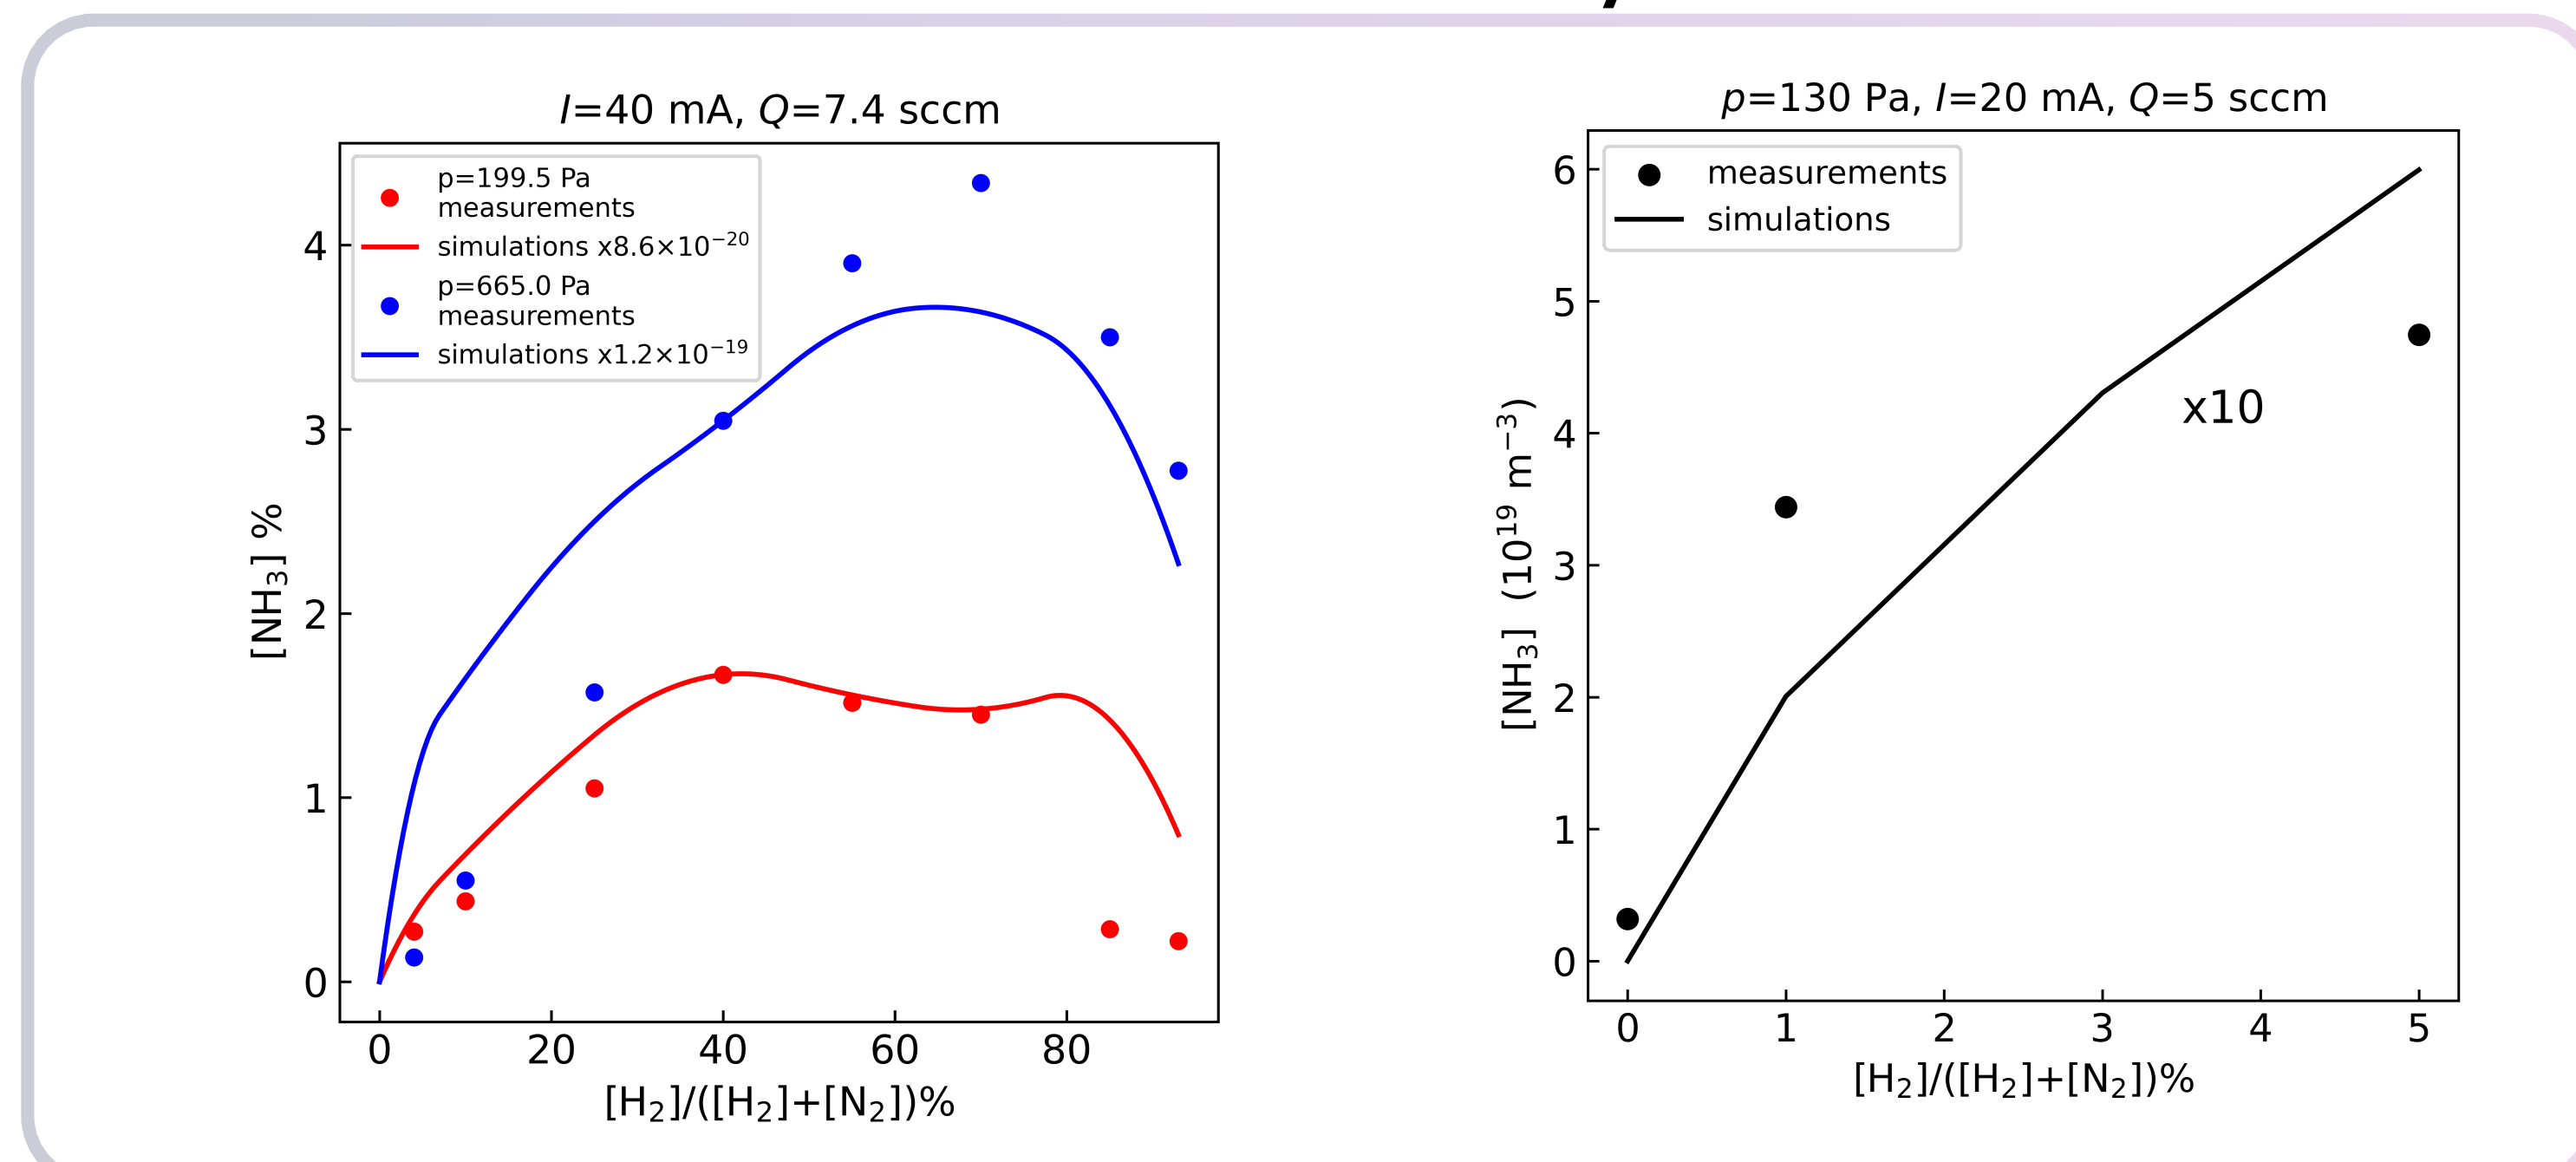 I=40 mA, Q=7.4 sccm
p=199.5 Pa
measurements
simulations x8.6×10⁻²⁰
p=665.0 Pa
measurements
simulations x1.2×10⁻¹⁹
4
3
2
1
0
[NH₃] %
0 20 40 60 80
[H₂]/([H₂]+[N₂])%
p=130 Pa, I=20 mA, Q=5 sccm
measurements
simulations
x10
6
5
4
3
2
1
0
[NH₃] (10¹⁹ m⁻³)
0 1 2 3 4 5
[H₂]/([H₂]+[N₂])%